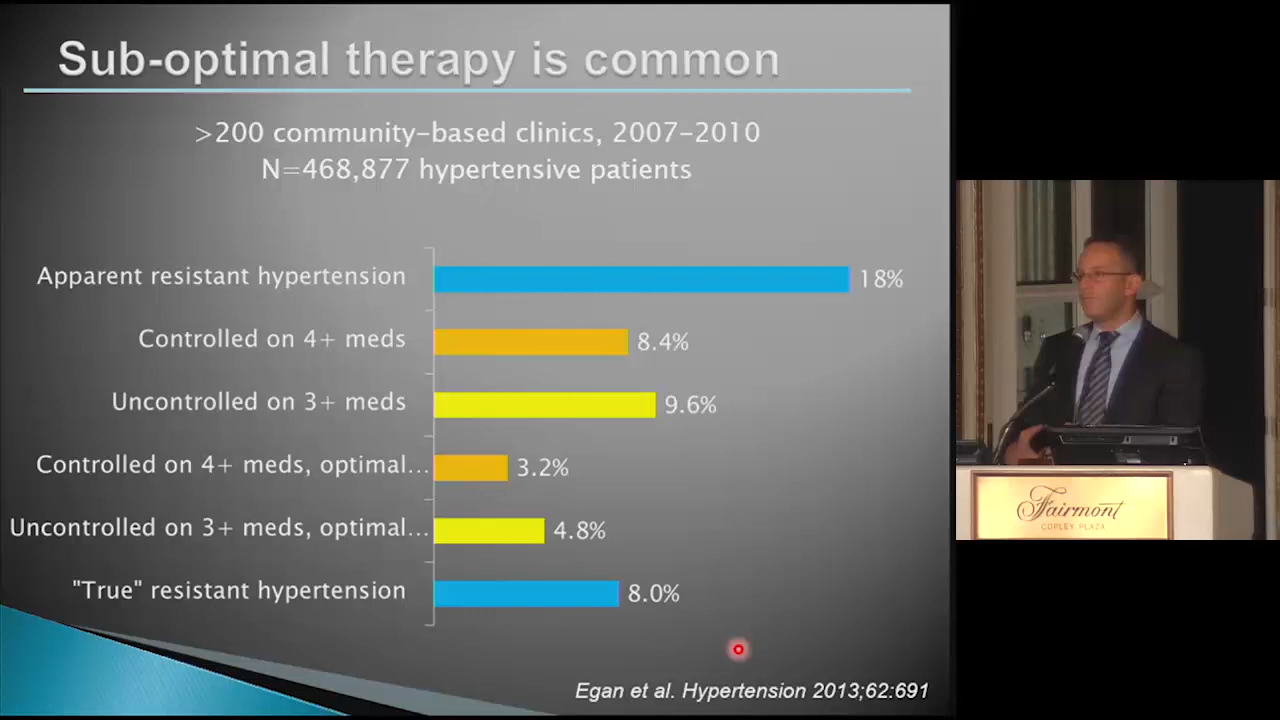 Sub-optimal therapy is common
>200 community-based clinics, 2007-2010
N=468,877 hypertensive patients
Apparent resistant hypertension 18%
Controlled on 4+ meds 8.4%
Uncontrolled on 3+ meds 9.6%
Controlled on 4+ meds, optimal... 3.2%
Uncontrolled on 3+ meds, optimal... 4.8%
"True" resistant hypertension 8.0%
Egan et al. Hypertension 2013;62:691
Fairmont
COPLEY PLAZA